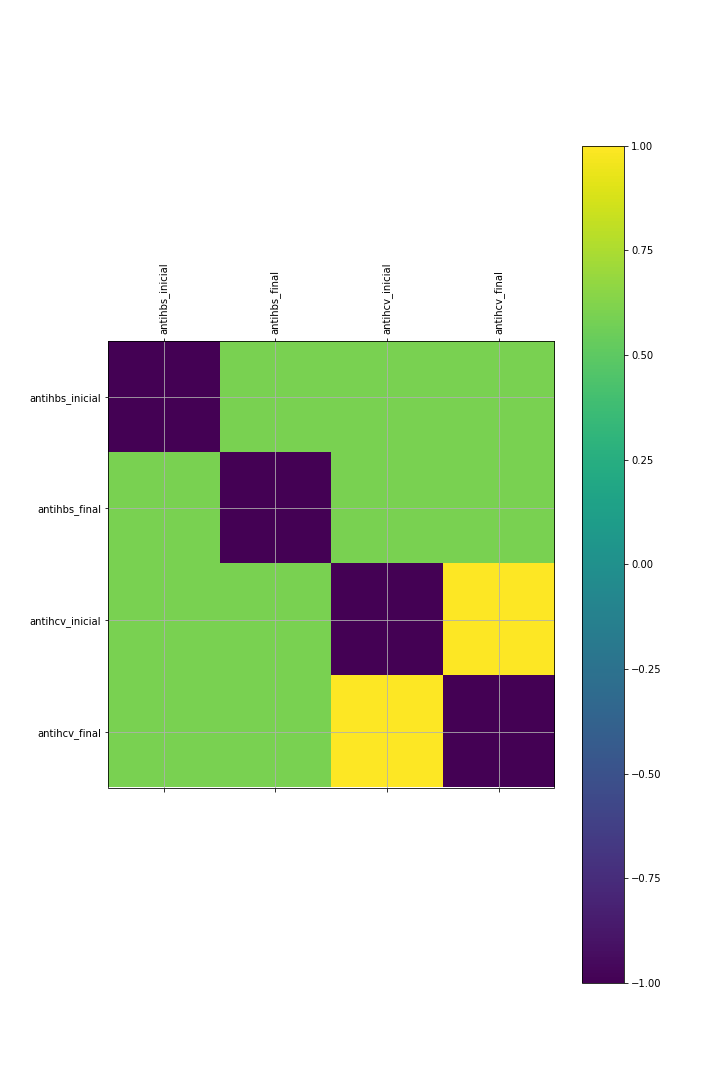 antihbs_inicial
antihbs_final
antihcv_inicial
antihcv_final
antihbs_inicial
antihbs_final
antihcv_inicial
antihcv_final
1.00
0.75
0.50
0.25
0.00
−0.25
−0.50
−0.75
−1.00